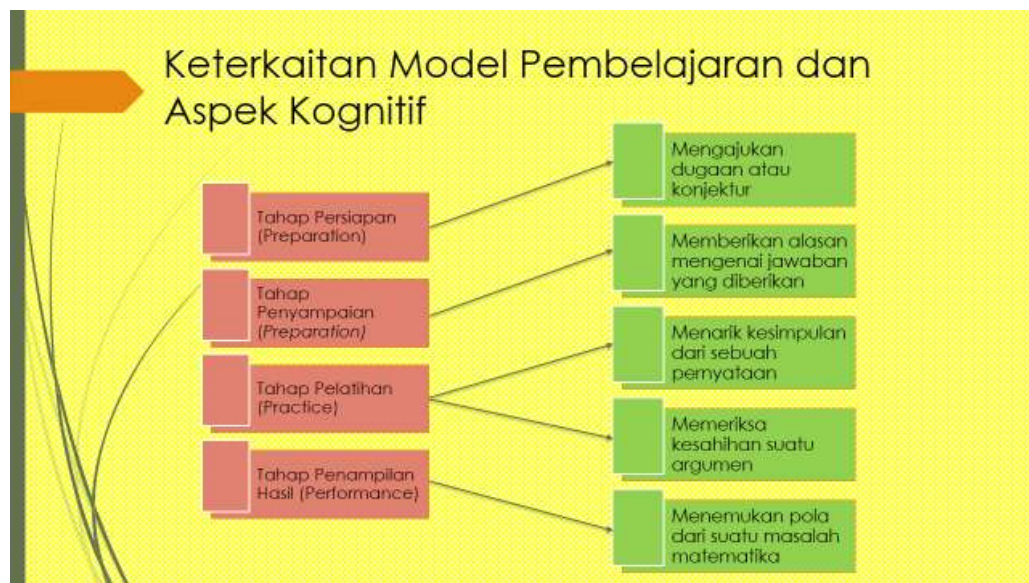 Keterkaitan Model Pembelajaran dan
Aspek Kognitif
Tahap Persiapan
(Preparation)
Tahap
Penyampaian
(Preparation)
Tahap Pelatihan
(Practice)
Tahap Penampilan
Hasil (Performance)
Mengajukan
dugaan atau
konjektur
Memberikan alasan
mengenai jawaban
yang diberikan
Menarik kesimpulan
dari sebuah
pernyataan
Memeriksa
kesahihan suatu
argumen
Menemukan pola
dari suatu masalah
matematika